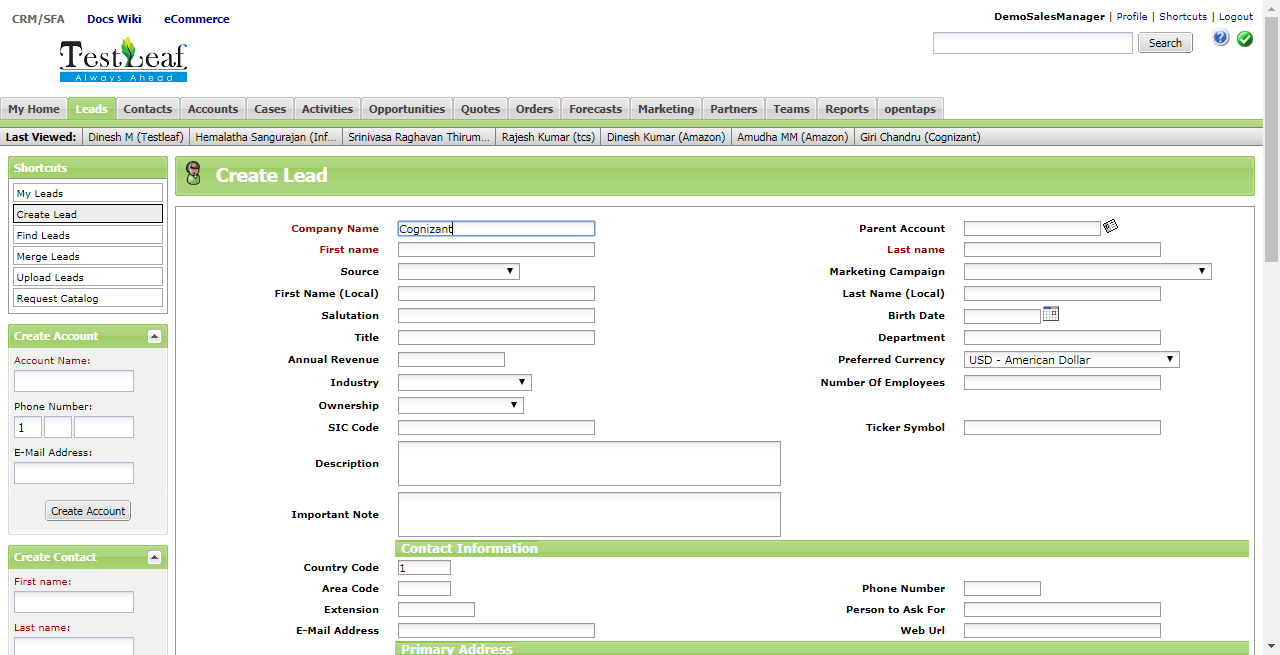 CRM/SFA Docs Wiki eCommerce
DemoSalesManager | Profile | Shortcuts | Logout
TestLeaf
Always Ahead
Search
?
My Home Leads Contacts Accounts Cases Activities Opportunities Quotes Orders Forecasts Marketing Partners Teams Reports opentaps
Last Viewed: Dinesh M (Testleaf) Hemalatha Sangurajan (Inf... Srinivasa Raghavan Thirum... Rajesh Kumar (tcs) Dinesh Kumar (Amazon) Amudha MM (Amazon) Giri Chandru (Cognizant)
Shortcuts
My Leads
Create Lead
Find Leads
Merge Leads
Upload Leads
Request Catalog
Create Account
Account Name:
Phone Number:
1
E-Mail Address:
Create Account
Create Contact
First name:
Last name:
Create Lead
Company Name Cognizant Parent Account
First name Last name
Source Marketing Campaign
First Name (Local) Last Name (Local)
Salutation Birth Date
Title Department
Annual Revenue Preferred Currency USD - American Dollar
Industry Number Of Employees
Ownership
SIC Code Ticker Symbol
Description
Important Note
Contact Information
Country Code 1
Area Code Phone Number
Extension Person to Ask For
E-Mail Address Web Url
Primary Address